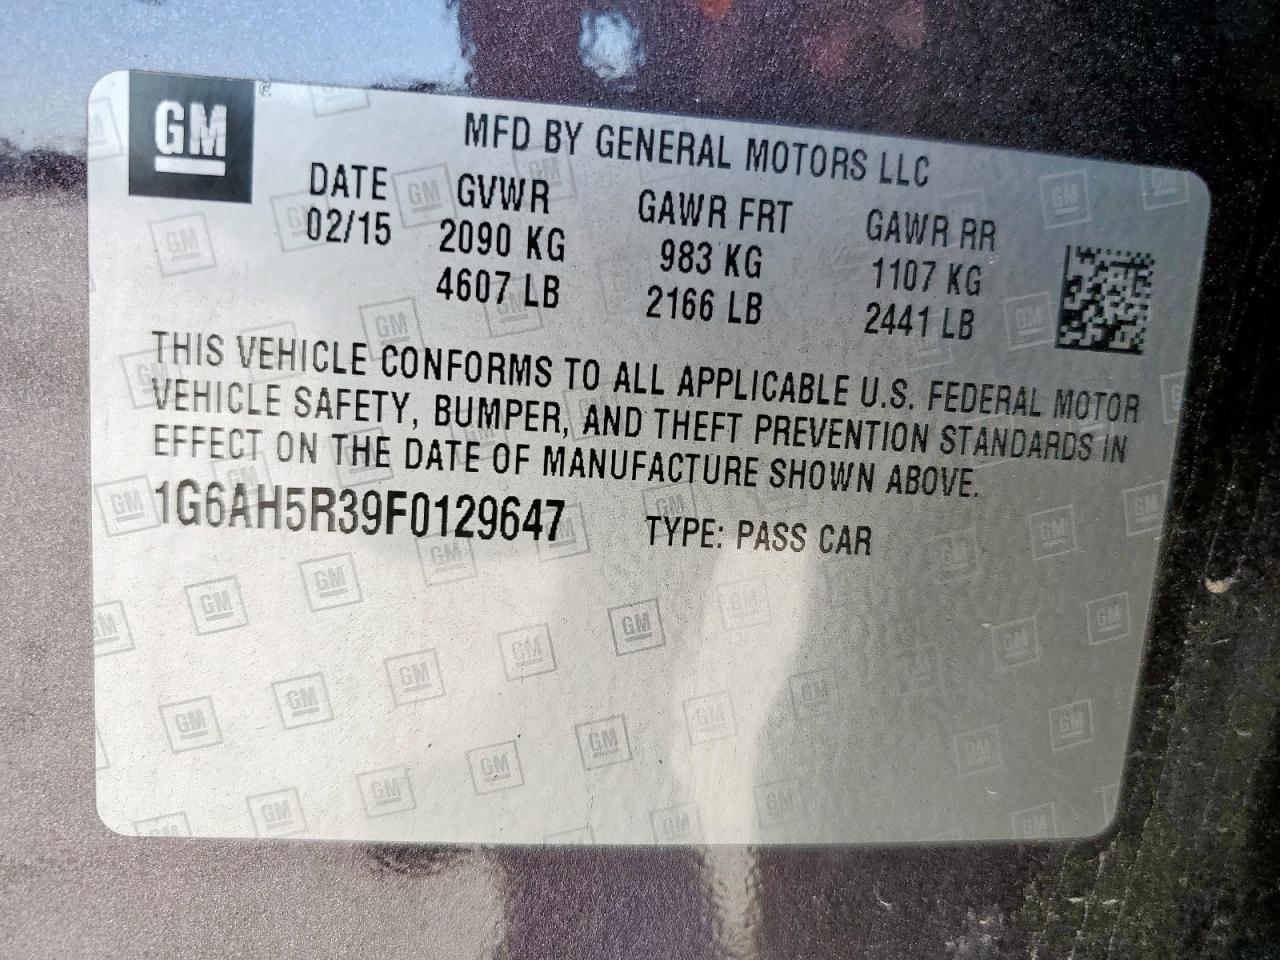 GM
MFD BY GENERAL MOTORS LLC
DATE GVWR GAWR FRT GAWR RR
02/15 2090 KG 983 KG 1107 KG
4607 LB 2166 LB 2441 LB
THIS VEHICLE CONFORMS TO ALL APPLICABLE U.S. FEDERAL MOTOR
VEHICLE SAFETY, BUMPER, AND THEFT PREVENTION STANDARDS IN
EFFECT ON THE DATE OF MANUFACTURE SHOWN ABOVE.
1G6AH5R39F0129647 TYPE: PASS CAR